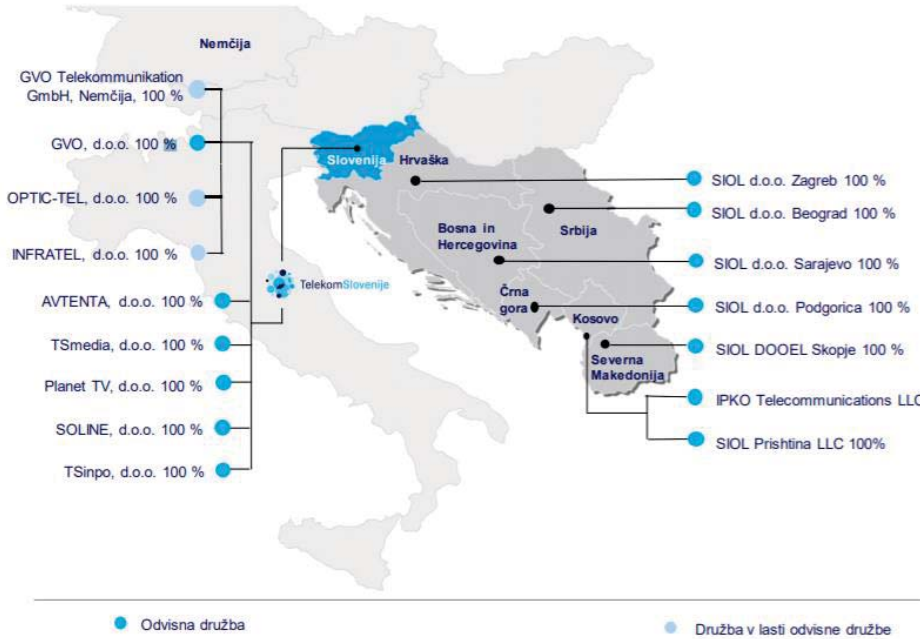 Nemčija
GVO Telekommunikation
GmbH, Nemčija, 100 %
GVO, d.o.o. 100 %
OPTIC-TEL, d.o.o. 100 %
INFRATEL, d.o.o. 100 %
AVTENTA, d.o.o. 100 %
TSmedia, d.o.o. 100 %
Planet TV, d.o.o. 100 %
SOLINE, d.o.o. 100 %
TSinpo, d.o.o. 100 %
TelekomSlovenije
Slovenija
Hrvaška
Bosna in
Hercegovina
Srbija
Črna
gora
Kosovo
Severna
Makedonija
SIOL d.o.o. Zagreb 100 %
SIOL d.o.o. Beograd 100 %
SIOL d.o.o. Sarajevo 100 %
SIOL d.o.o. Podgorica 100 %
SIOL DOOEL Skopje 100 %
IPKO Telecommunications LLC
SIOL Prishtina LLC 100%
Odvisna družba
Družba v lasti odvisne družbe